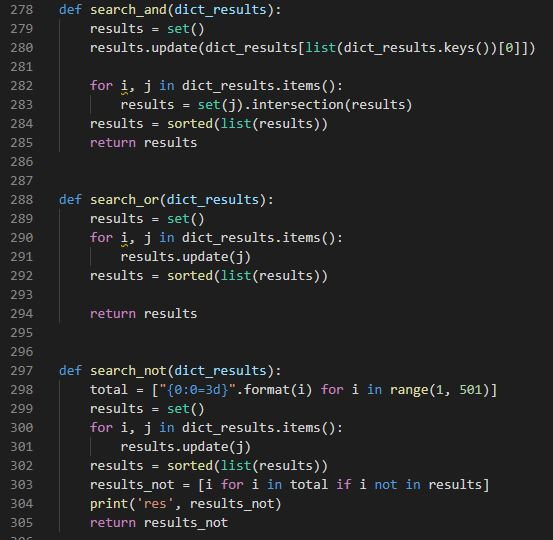 278 def search_and(dict_results):
279     results = set()
280     results.update(dict_results[list(dict_results.keys())[0]])
281
282     for i, j in dict_results.items():
283         results = set(j).intersection(results)
284     results = sorted(list(results))
285     return results
286
287
288 def search_or(dict_results):
289     results = set()
290     for i, j in dict_results.items():
291         results.update(j)
292     results = sorted(list(results))
293
294     return results
295
296
297 def search_not(dict_results):
298     total = ["{0:0=3d}".format(i) for i in range(1, 501)]
299     results = set()
300     for i, j in dict_results.items():
301         results.update(j)
302     results = sorted(list(results))
303     results_not = [i for i in total if i not in results]
304     print('res', results_not)
305     return results_not